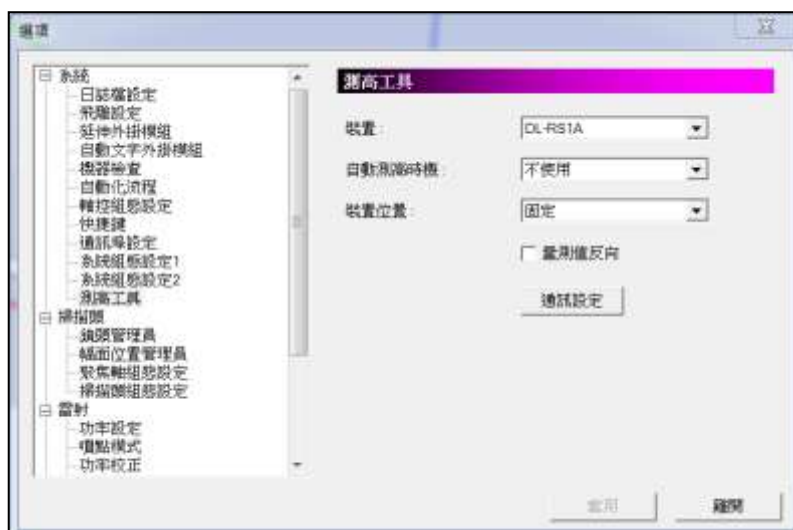 選項
系統
日誌檔設定
飛雕設定
延伸外掛模組
自動文字外掛模組
機器檢查
自動化流程
軸控組態設定
快捷鍵
通訊埠設定
系統組態設定1
系統組態設定2
測高工具
掃描頭
鏡頭管理員
幅面位置管理員
聚焦軸組態設定
掃描頭組態設定
雷射
功率設定
噴點模式
功率校正
測高工具
裝置:
DL-RS1A
自動測高時機:
不使用
裝置位置:
固定
量測值反向
通訊設定
套用
離開